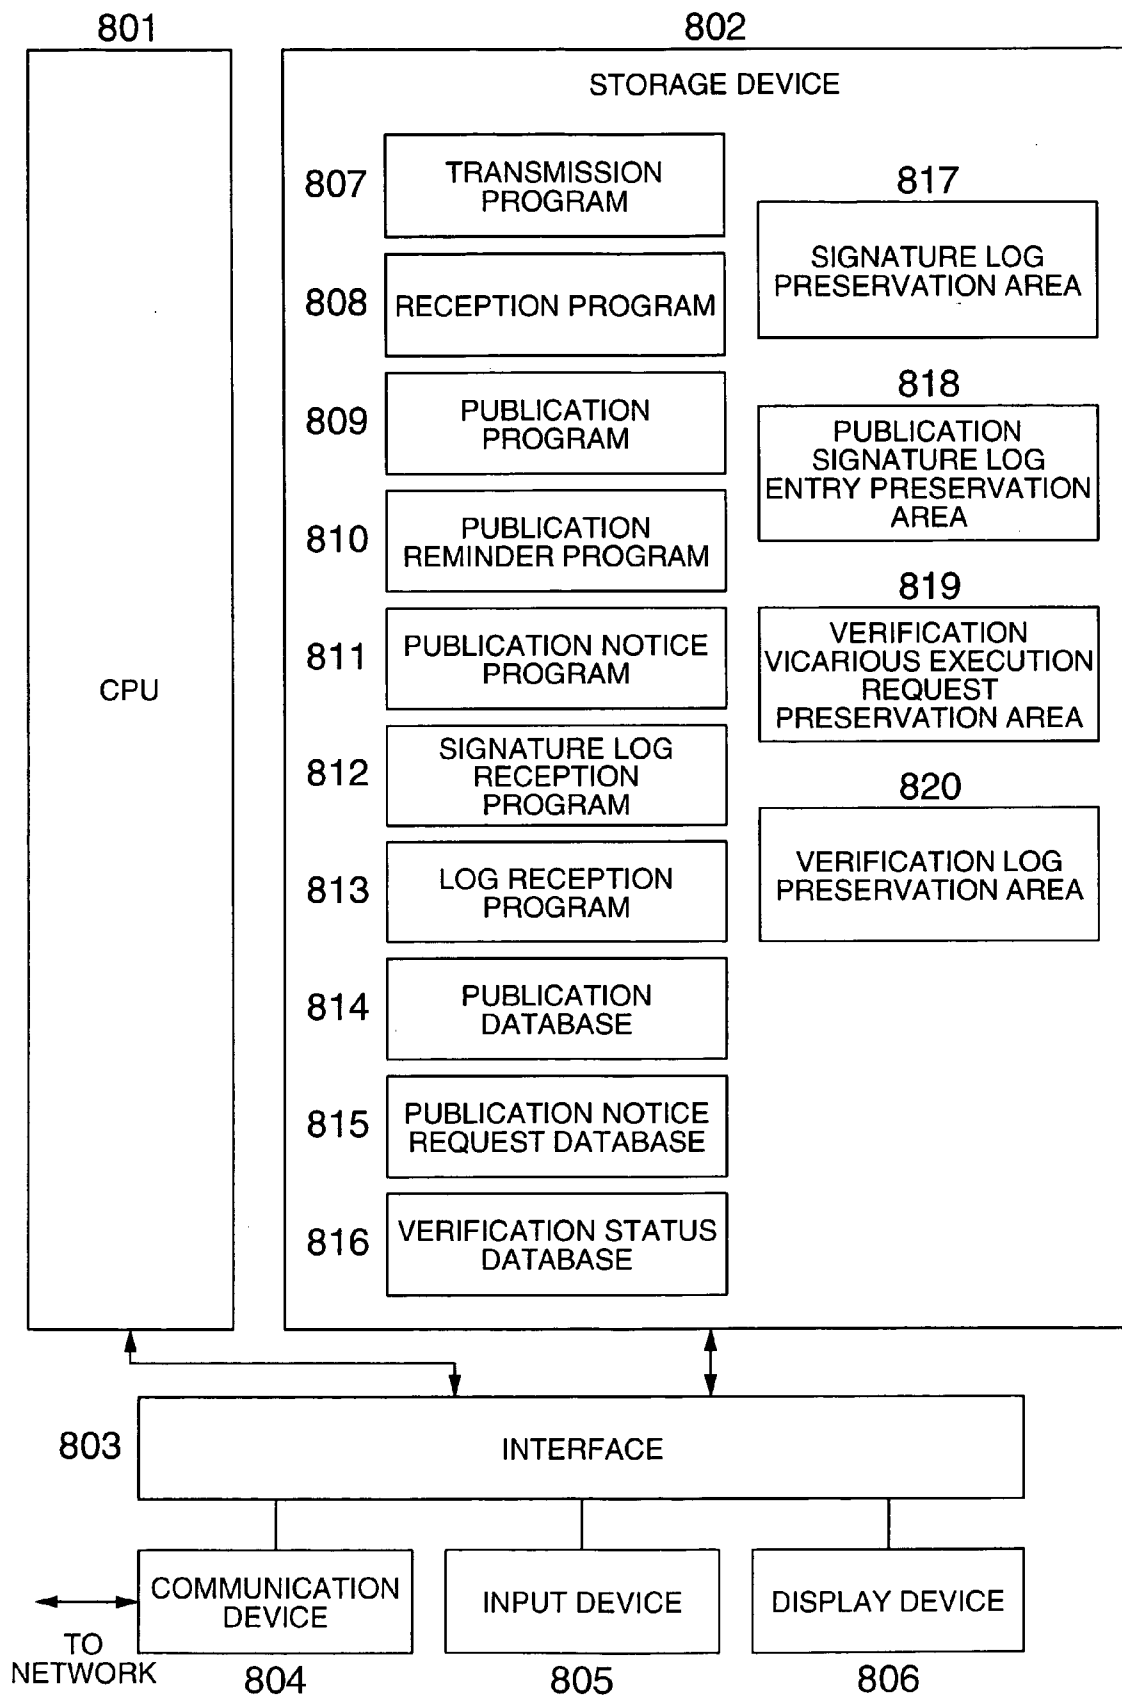 801
802
CPU
STORAGE DEVICE
807
TRANSMISSION
PROGRAM
808
RECEPTION PROGRAM
809
PUBLICATION
PROGRAM
810
PUBLICATION
REMINDER PROGRAM
811
PUBLICATION NOTICE
PROGRAM
812
SIGNATURE LOG
RECEPTION
PROGRAM
813
LOG RECEPTION
PROGRAM
814
PUBLICATION
DATABASE
815
PUBLICATION NOTICE
REQUEST DATABASE
816
VERIFICATION STATUS
DATABASE
817
SIGNATURE LOG
PRESERVATION AREA
818
PUBLICATION
SIGNATURE LOG
ENTRY PRESERVATION
AREA
819
VERIFICATION
VICARIOUS EXECUTION
REQUEST
PRESERVATION AREA
820
VERIFICATION LOG
PRESERVATION AREA
803
INTERFACE
COMMUNICATION
DEVICE
INPUT DEVICE
DISPLAY DEVICE
TO
NETWORK
804
805
806